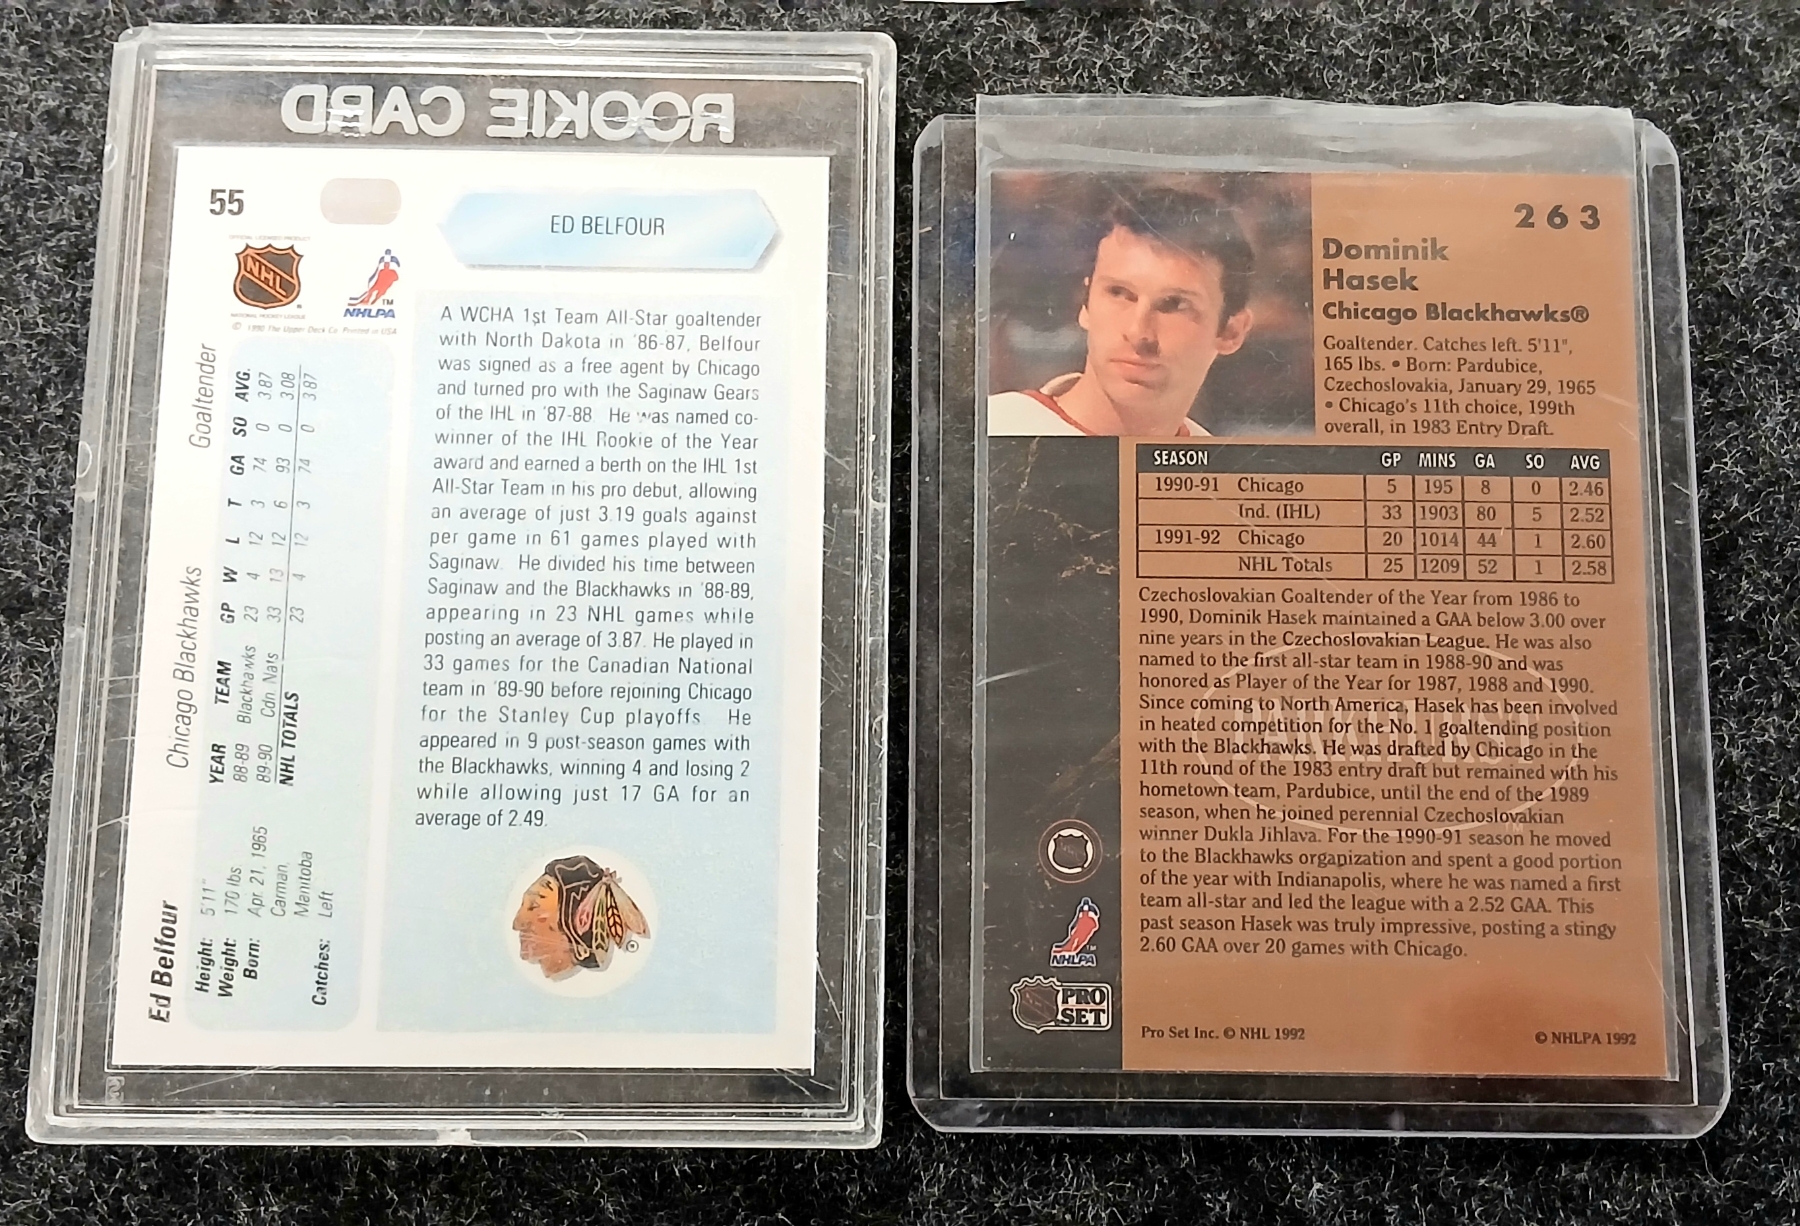 ROOKIE CARD
55
ED BELFOUR
OFFICIAL LICENSED PRODUCT
NHL
NATIONAL HOCKEY LEAGUE
TM
NHLPA
© 1990 The Upper Deck Co. Printed in USA
A WCHA 1st Team All-Star goaltender
with North Dakota in '86-87, Belfour
was signed as a free agent by Chicago
and turned pro with the Saginaw Gears
of the IHL in '87-88. He was named co-
winner of the IHL Rookie of the Year
award and earned a berth on the IHL 1st
All-Star Team in his pro debut, allowing
an average of just 3.19 goals against
per game in 61 games played with
Saginaw. He divided his time between
Saginaw and the Blackhawks in '88-89,
appearing in 23 NHL games while
posting an average of 3.87. He played in
33 games for the Canadian National
team in '89-90 before rejoining Chicago
for the Stanley Cup playoffs. He
appeared in 9 post-season games with
the Blackhawks, winning 4 and losing 2
while allowing just 17 GA for an
average of 2.49.
®
Ed Belfour Chicago Blackhawks Goaltender
Height: 5'11"
Weight: 170 lbs
Born: Apr. 21, 1965
Carman,
Manitoba
Catches: Left
YEAR TEAM GP W L T GA SO AVG.
88-89 Blackhawks 23 4 12 3 74 0 3.87
89-90 Cdn. Nats 33 13 12 6 93 0 3.08
NHL TOTALS 23 4 12 3 74 0 3.87
263
Dominik
Hasek
Chicago Blackhawks®
Goaltender. Catches left. 5'11",
165 lbs. • Born: Pardubice,
Czechoslovakia, January 29, 1965
• Chicago's 11th choice, 199th
overall, in 1983 Entry Draft.
SEASON GP MINS GA SO AVG
1990-91 Chicago 5 195 8 0 2.46
Ind. (IHL) 33 1903 80 5 2.52
1991-92 Chicago 20 1014 44 1 2.60
NHL Totals 25 1209 52 1 2.58
Czechoslovakian Goaltender of the Year from 1986 to
1990, Dominik Hasek maintained a GAA below 3.00 over
nine years in the Czechoslovakian League. He was also
named to the first all-star team in 1988-90 and was
honored as Player of the Year for 1987, 1988 and 1990.
Since coming to North America, Hasek has been involved
in heated competition for the No. 1 goaltending position
with the Blackhawks. He was drafted by Chicago in the
11th round of the 1983 entry draft but remained with his
hometown team, Pardubice, until the end of the 1989
season, when he joined perennial Czechoslovakian
winner Dukla Jihlava. For the 1990-91 season he moved
to the Blackhawks organization and spent a good portion
of the year with Indianapolis, where he was named a first
team all-star and led the league with a 2.52 GAA. This
past season Hasek was truly impressive, posting a stingy
2.60 GAA over 20 games with Chicago.
PARKHURST
TM
NHL
TM
NHLPA
PRO
SET
Pro Set Inc. © NHL 1992
© NHLPA 1992